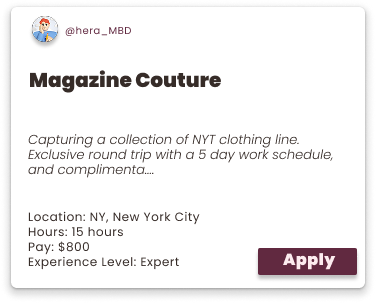 @hera_MBD
Magazine Couture
Capturing a collection of NYT clothing line.
Exclusive round trip with a 5 day work schedule,
and complimenta....
Location: NY, New York City
Hours: 15 hours
Pay: $800
Experience Level: Expert
Apply